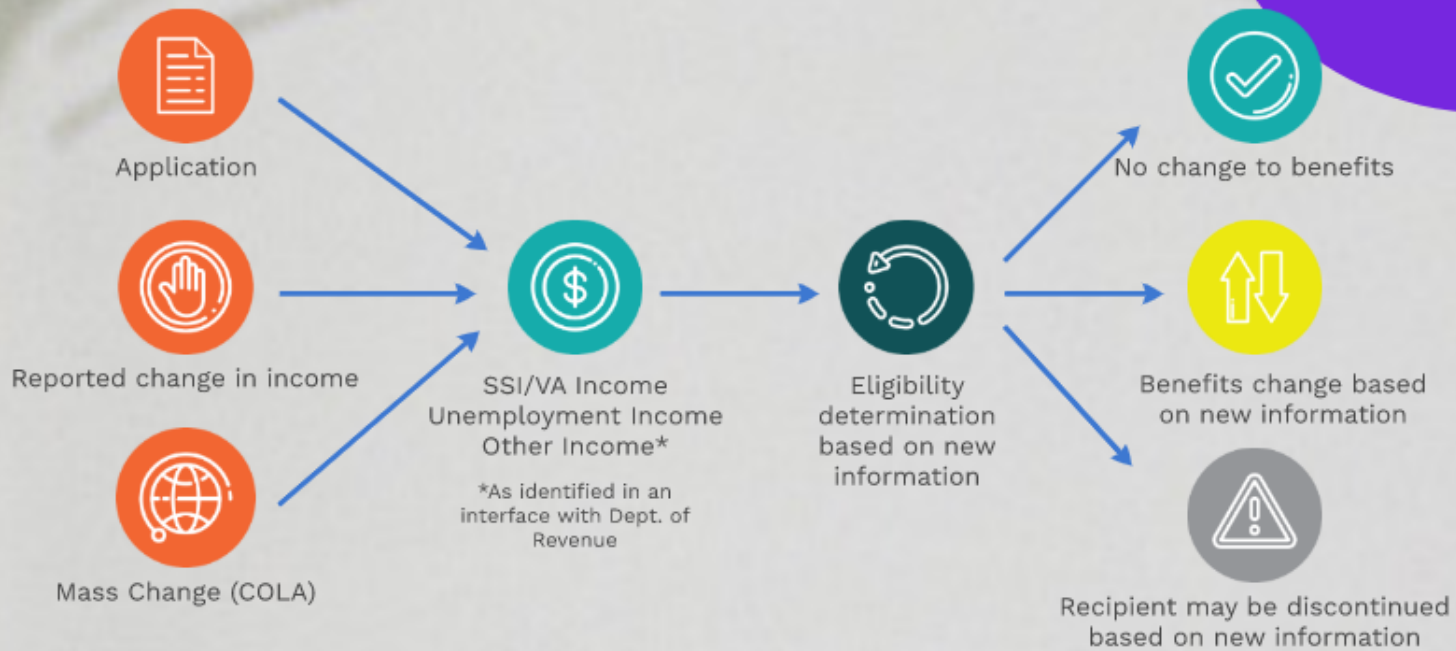 Application
Reported change in income
Mass Change (COLA)
SSI/VA Income
Unemployment Income
Other Income*
*As identified in an
interface with Dept. of
Revenue
Eligibility
determination
based on new
information
No change to benefits
Benefits change based
on new information
Recipient may be discontinued
based on new information